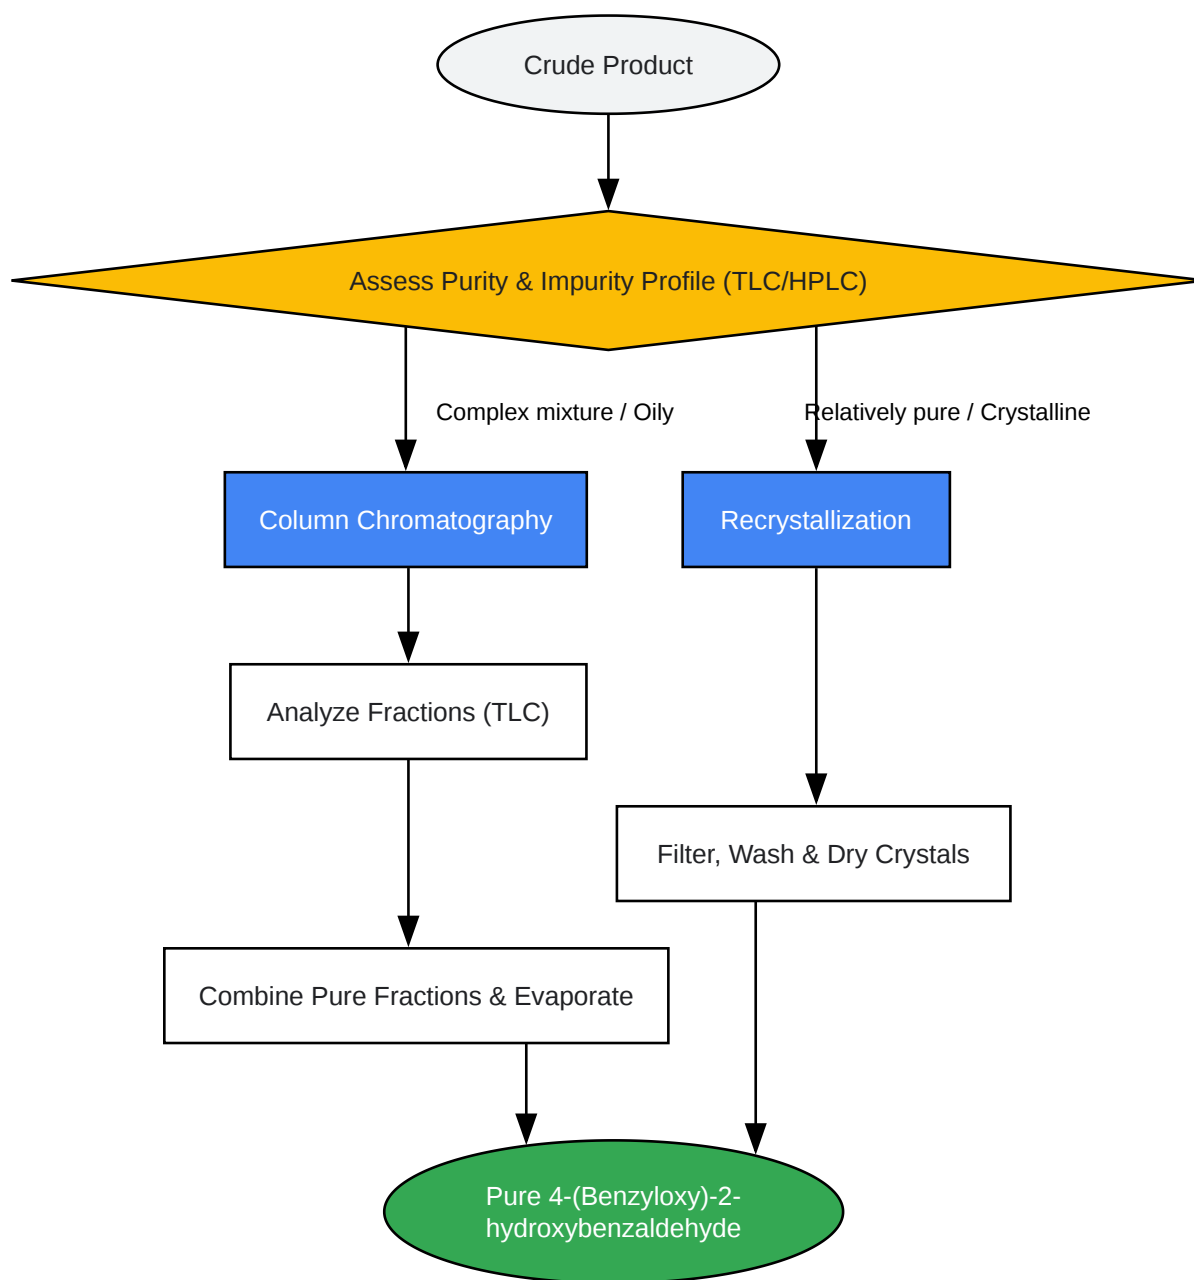 Crude Product
Assess Purity & Impurity Profile (TLC/HPLC)
Complex mixture / Oily
Relatively pure / Crystalline
Column Chromatography
Recrystallization
Analyze Fractions (TLC)
Filter, Wash & Dry Crystals
Combine Pure Fractions & Evaporate
Pure 4-(Benzyloxy)-2-
hydroxybenzaldehyde